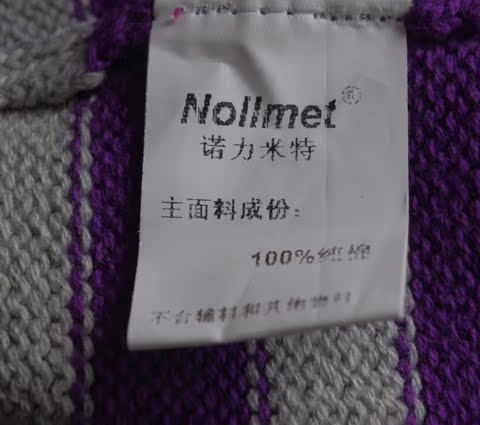 Nollmet®
诺力米特
主面料成份:
100%纯棉
不含辅料和其他物料